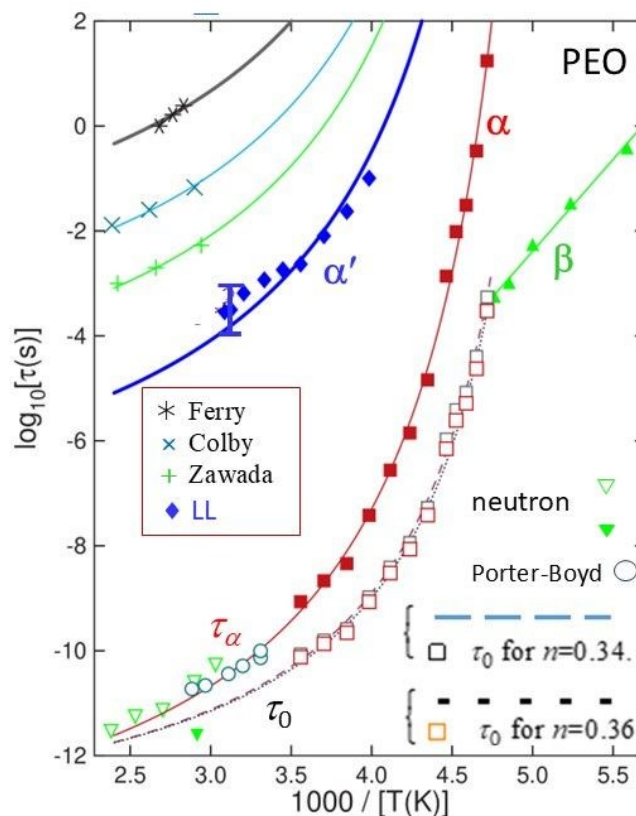 PEO
2
0
-2
-4
-6
-8
-10
-12
log₁₀[τ(s)]
α
β
α′
Ferry
Colby
Zawada
LL
neutron
Porter-Boyd
τα
τ₀
τ₀ for n=0.34.
τ₀ for n=0.36
2.5 3.0 3.5 4.0 4.5 5.0 5.5
1000 / [T(K)]